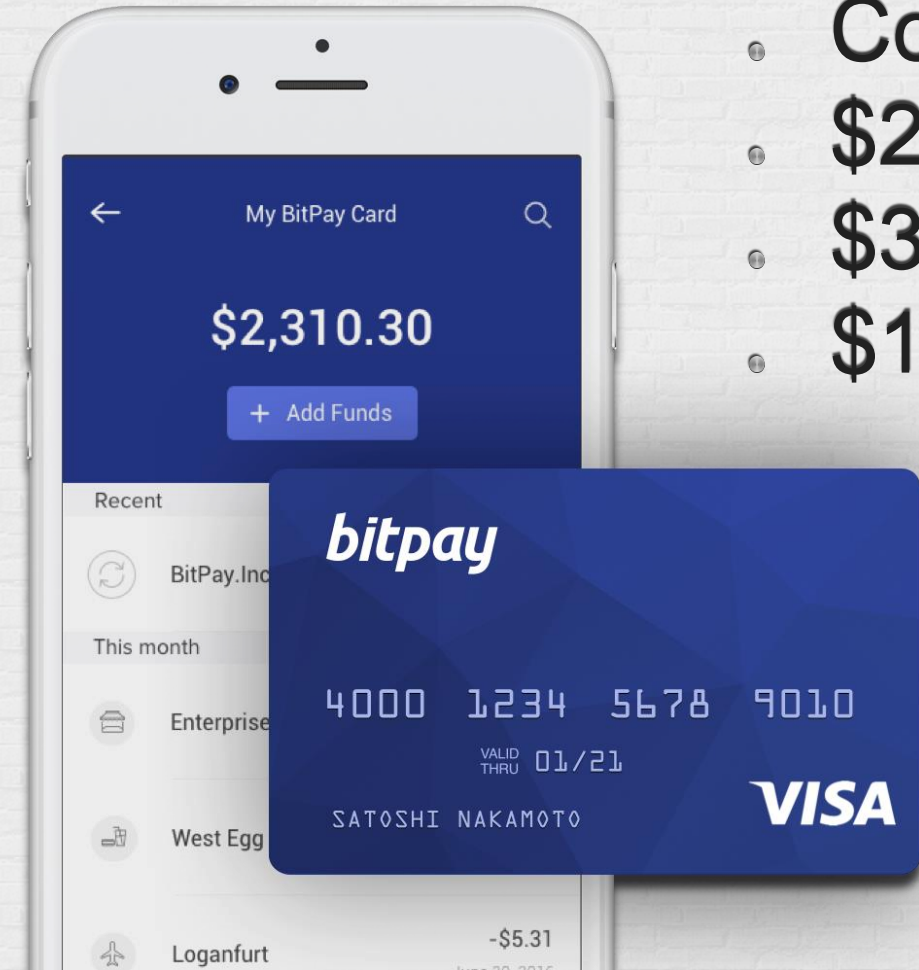 My BitPay Card
$2,310.30
+ Add Funds
Recent
BitPay.Inc
This month
Enterprise
West Egg
Loganfurt
-$5.31
bitpay
4000 1234 5678 9010
VALID THRU 01/21
SATOSHI NAKAMOTO
VISA
Co
$2
$3
$1